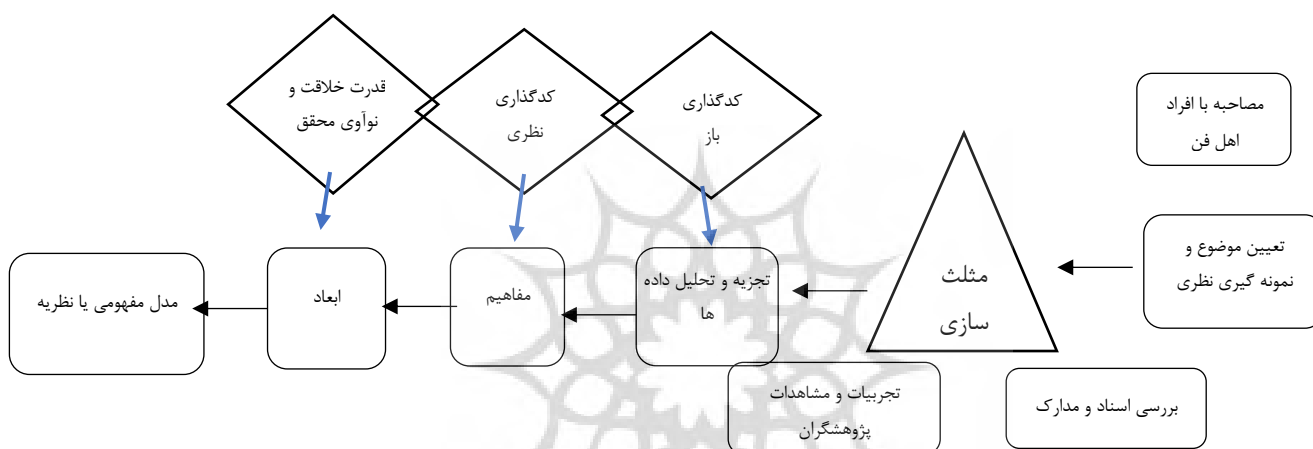 قدرت خلاقت و
نوآوی محقق
کدگذاری
نظری
کدگذاری
باز
مصاحبه با افراد
اهل فن
تعیین موضوع و
نمونه گیری نظری
مثلث
سازی
تجزیه و تحلیل داده
ها
مفاهیم
ابعاد
مدل مفهومی یا نظریه
تجربیات و مشاهدات
پژوهشگران
بررسی اسناد و مدارک